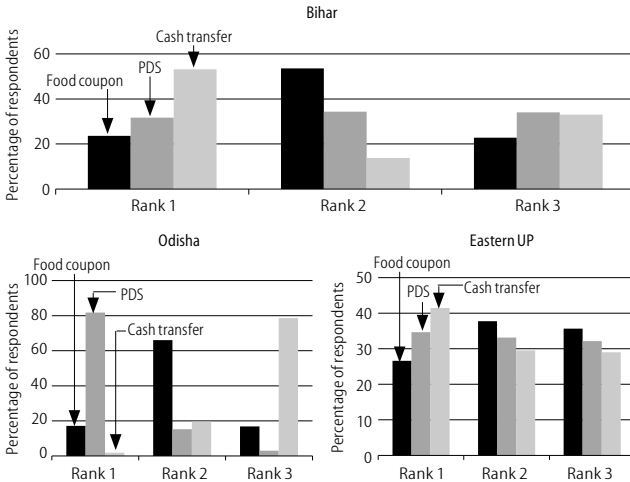 Bihar
Percentage of respondents
60
40
20
0
Food coupon
PDS
Cash transfer
Rank 1
Rank 2
Rank 3
Odisha
Percentage of respondents
100
80
60
40
20
0
Food coupon
PDS
Cash transfer
Rank 1
Rank 2
Rank 3
Eastern UP
Percentage of respondents
50
40
30
20
10
0
Food coupon
PDS
Cash transfer
Rank 1
Rank 2
Rank 3